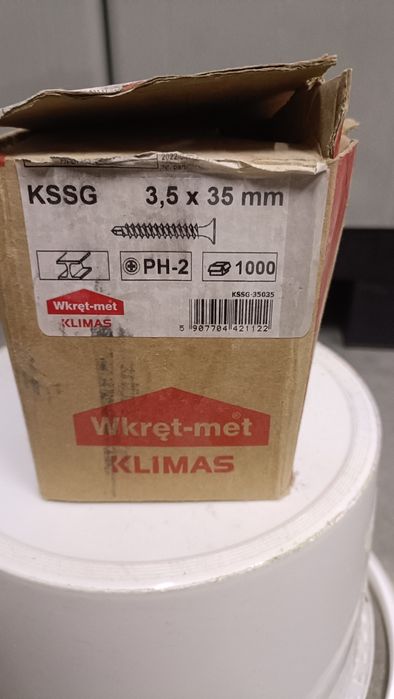 2022
KSSG 3,5 x 35 mm
PH-2 1000
Wkręt-met
KLIMAS
KSSG-35035
5 907704 421122
Wkręt-met®
KLIMAS